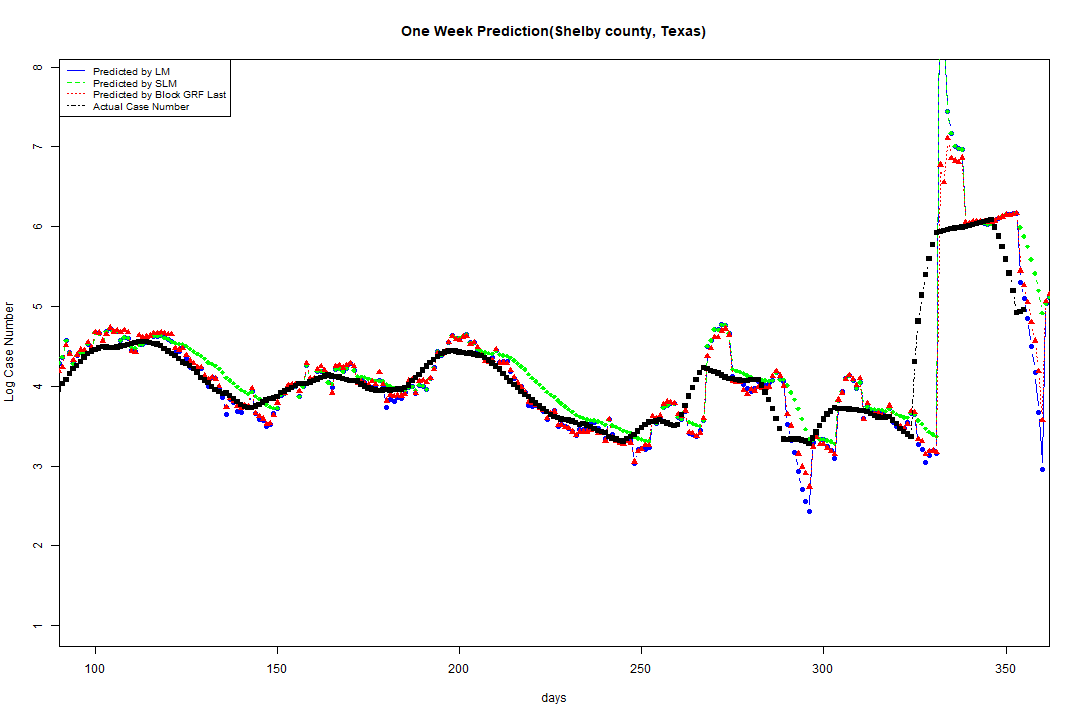 One Week Prediction(Shelby county, Texas)
Predicted by LM
Predicted by SLM
Predicted by Block GRF Last
Actual Case Number
Log Case Number
8
7
6
5
4
3
2
1
100 150 200 250 300 350
days